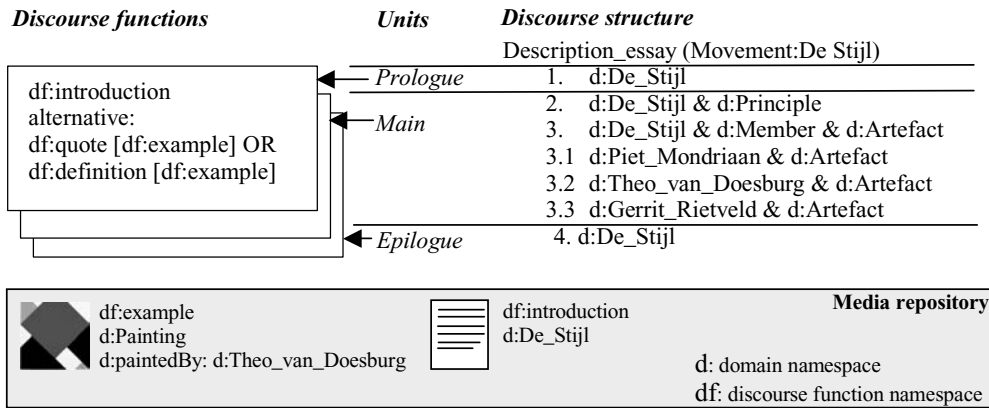 Discourse functions
Units
Discourse structure
Description_essay (Movement:De Stijl)
df:introduction
alternative:
df:quote [df:example] OR
df:definition [df:example]
Prologue
Main
Epilogue
1. d:De_Stijl
2. d:De_Stijl & d:Principle
3. d:De_Stijl & d:Member & d:Artefact
3.1 d:Piet_Mondriaan & d:Artefact
3.2 d:Theo_van_Doesburg & d:Artefact
3.3 d:Gerrit_Rietveld & d:Artefact
4. d:De_Stijl
df:example
d:Painting
d:paintedBy: d:Theo_van_Doesburg
df:introduction
d:De_Stijl
Media repository
d: domain namespace
df: discourse function namespace